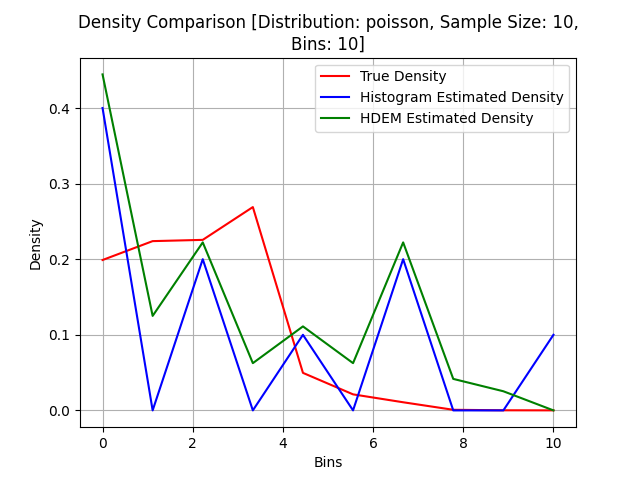 Density Comparison [Distribution: poisson, Sample Size: 10,
Bins: 10]
True Density
Histogram Estimated Density
HDEM Estimated Density
Density
0.4
0.3
0.2
0.1
0.0
0 2 4 6 8 10
Bins